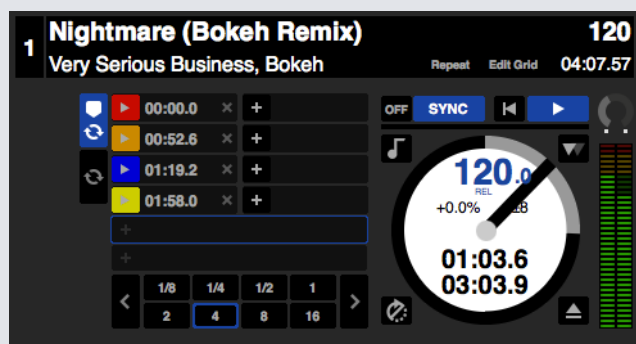 1
Nightmare (Bokeh Remix) 120
Very Serious Business, Bokeh Repeat Edit Grid 04:07.57
00:00.0 × + OFF SYNC
00:52.6 × +
01:19.2 × +
01:58.0 × +
+
+
120.0
REL
+0.0% 8
01:03.6
03:03.9
1/8 1/4 1/2 1
2 4 8 16